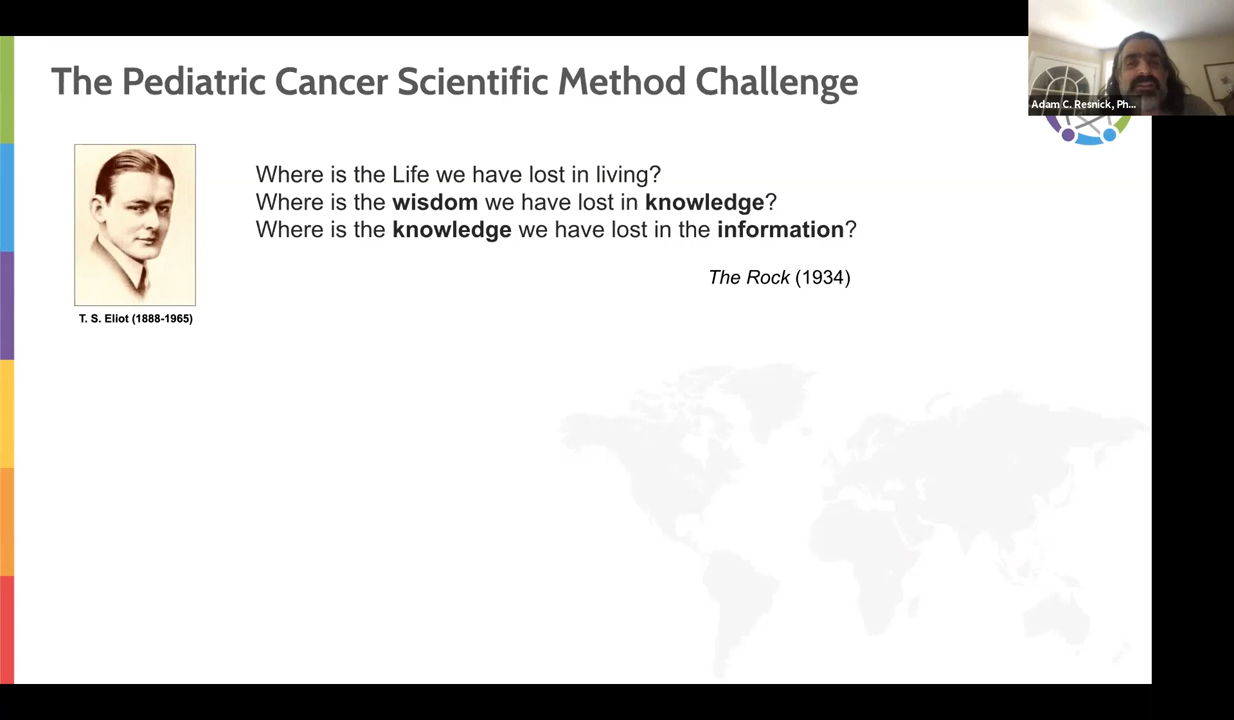 The Pediatric Cancer Scientific Method Challenge
Adam C. Resnick, Ph...
Where is the Life we have lost in living?
Where is the wisdom we have lost in knowledge?
Where is the knowledge we have lost in the information?
The Rock (1934)
T. S. Eliot (1888-1965)